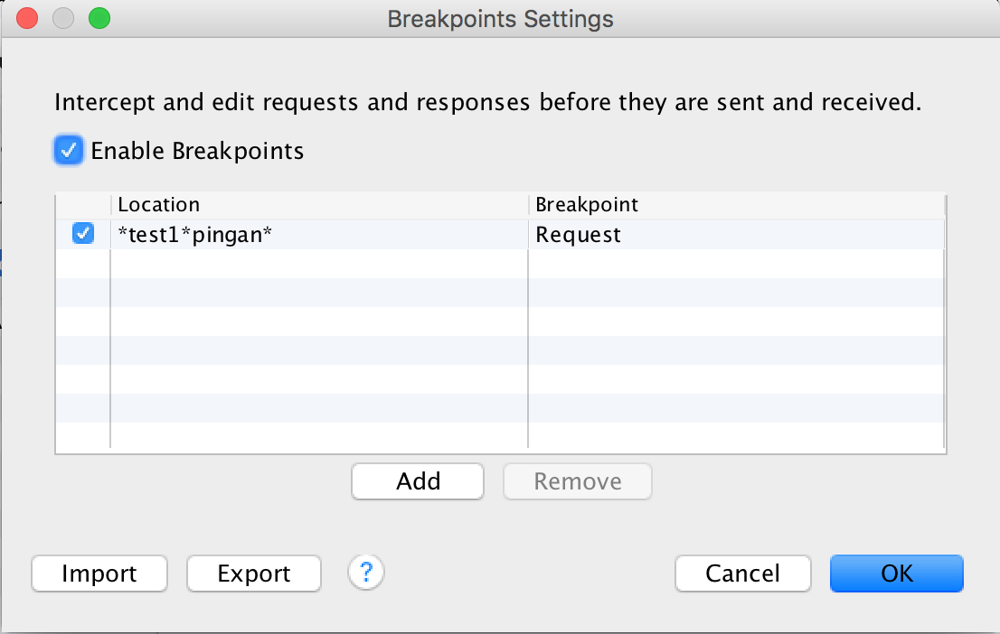 Breakpoints Settings
Intercept and edit requests and responses before they are sent and received.
Enable Breakpoints
Location Breakpoint
*test1*pingan* Request
Add Remove
Import Export ? Cancel OK